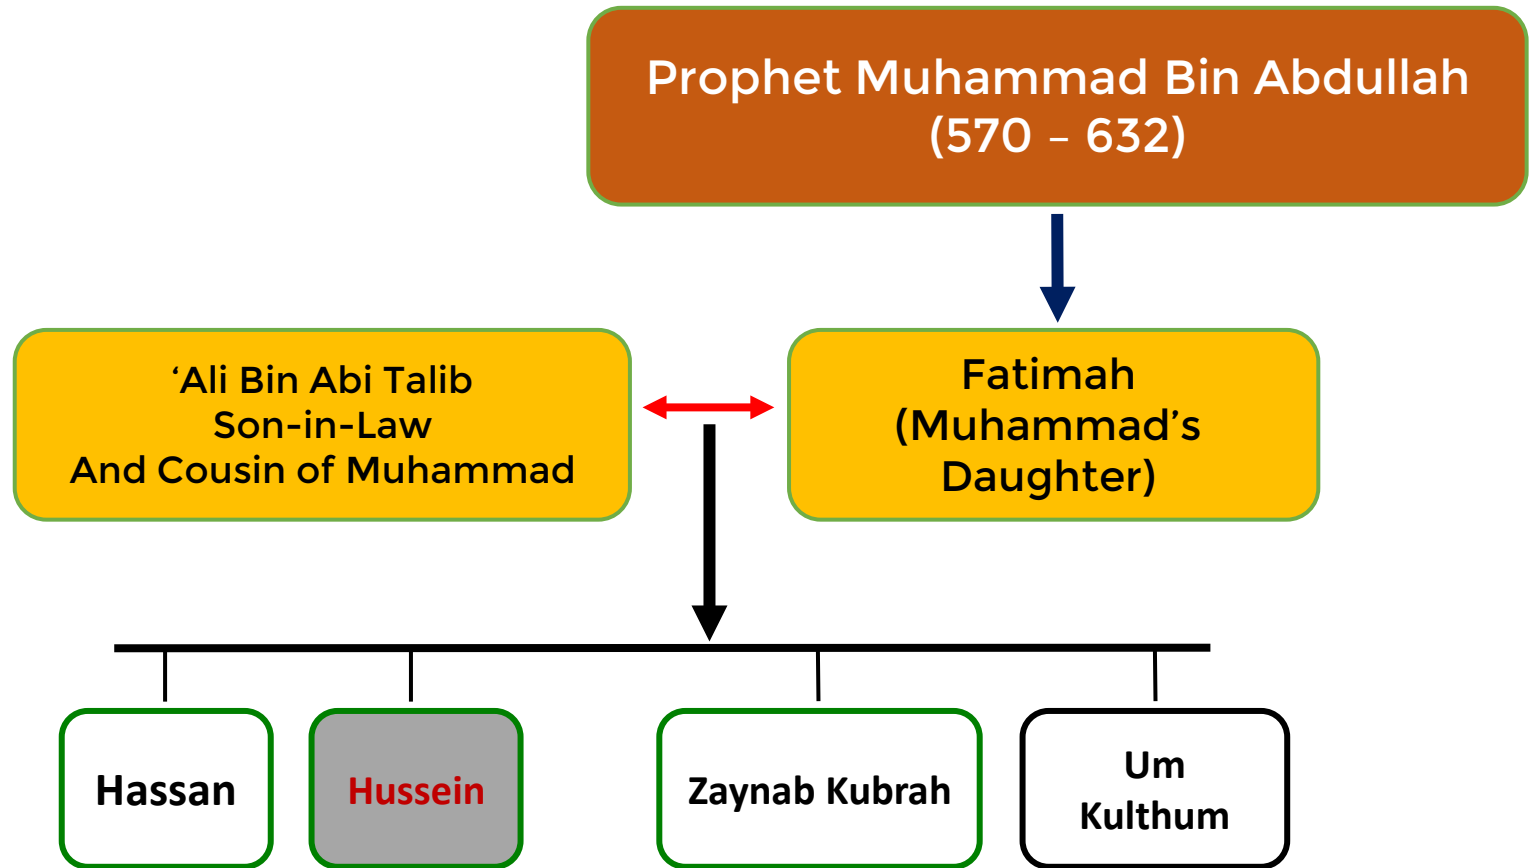 Prophet Muhammad Bin Abdullah
(570 – 632)
‘Ali Bin Abi Talib
Son-in-Law
And Cousin of Muhammad
Fatimah
(Muhammad’s
Daughter)
Hassan
Hussein
Zaynab Kubrah
Um
Kulthum